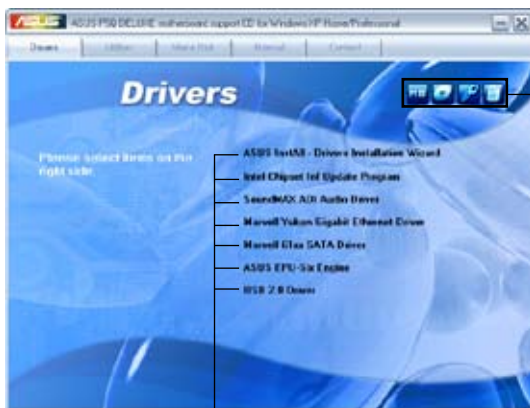 ASUS P5Q DELUXE motherboard support CD for Windows XP Home/Professional
Drivers
Utilities
Make Disk
Manual
Contact
Drivers
Please select items on the
right side.
ASUS InstAll - Drivers Installation Wizard
Intel Chipset Inf Update Program
SoundMAX ADI Audio Driver
Marvell Yukon Gigabit Ethernet Driver
Marvell 61xx SATA Driver
ASUS EPU-Six Engine
USB 2.0 Driver